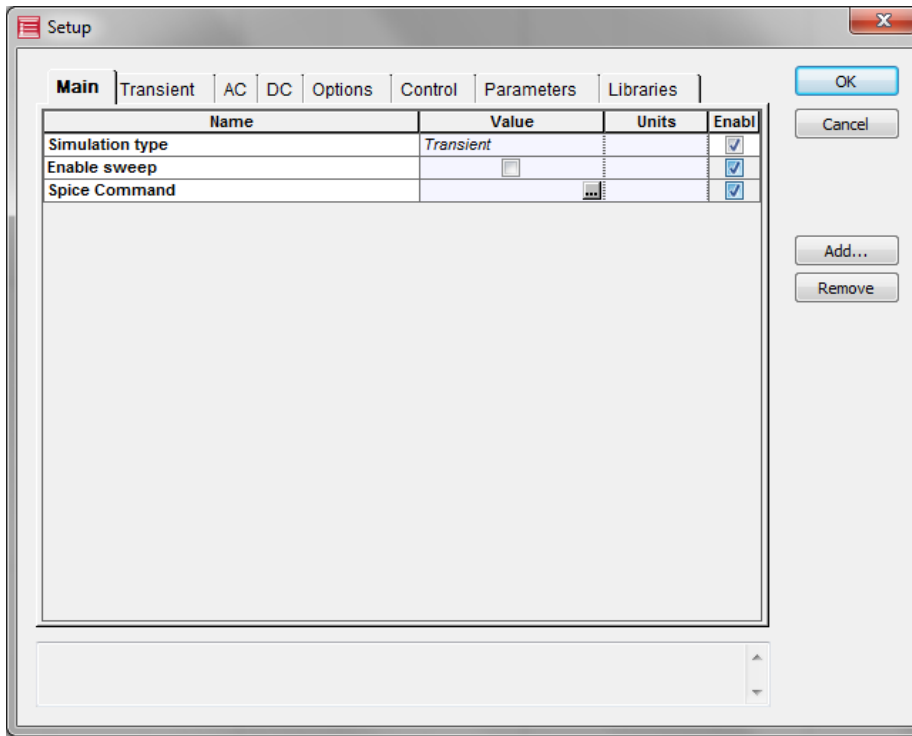 Setup
Main Transient AC DC Options Control Parameters Libraries
Name Value Units Enabl
Simulation type Transient
Enable sweep
Spice Command ...
OK
Cancel
Add...
Remove